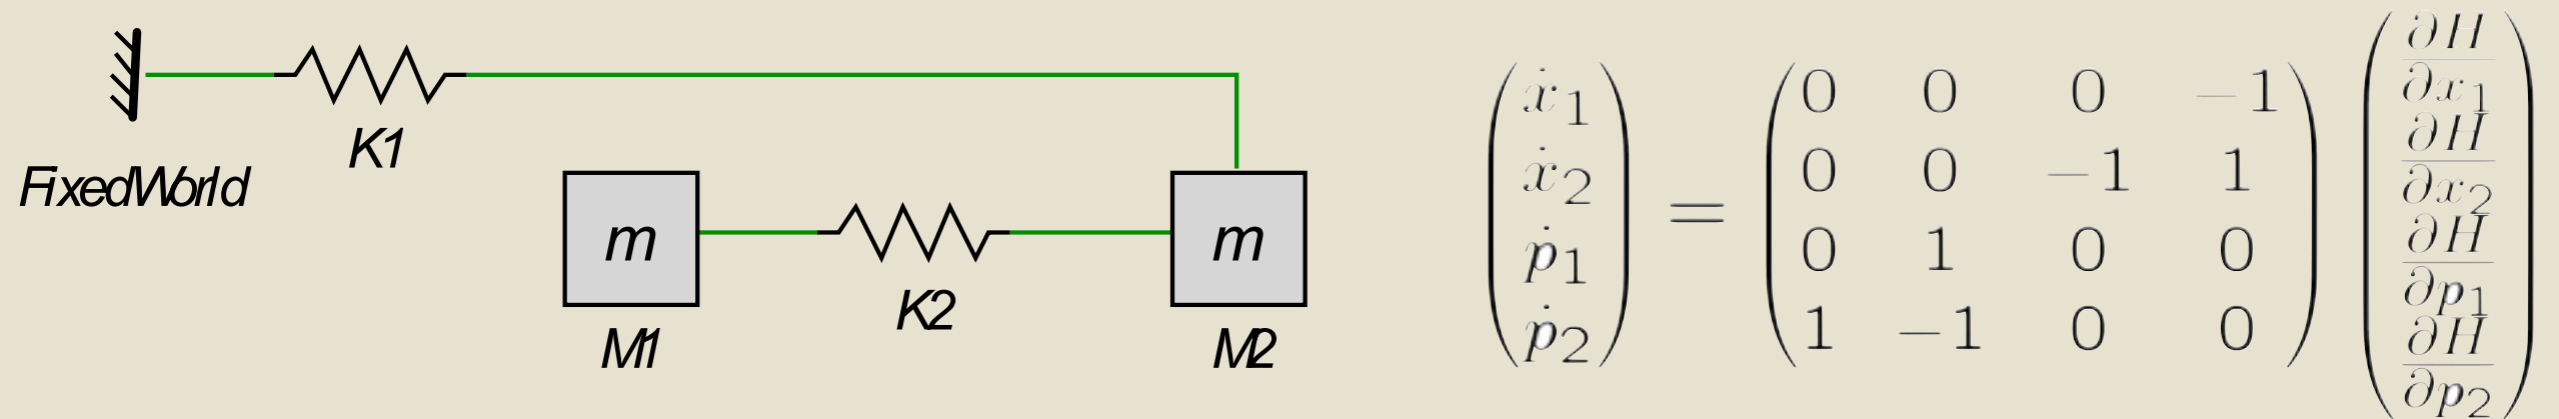 FixedWorld
K1
m
M1
K2
m
M2
ẋ1 0 0 0 −1 ∂H/∂x1
ẋ2 0 0 −1 1 ∂H/∂x2
=
ṗ1 0 1 0 0 ∂H/∂p1
ṗ2 1 −1 0 0 ∂H/∂p2